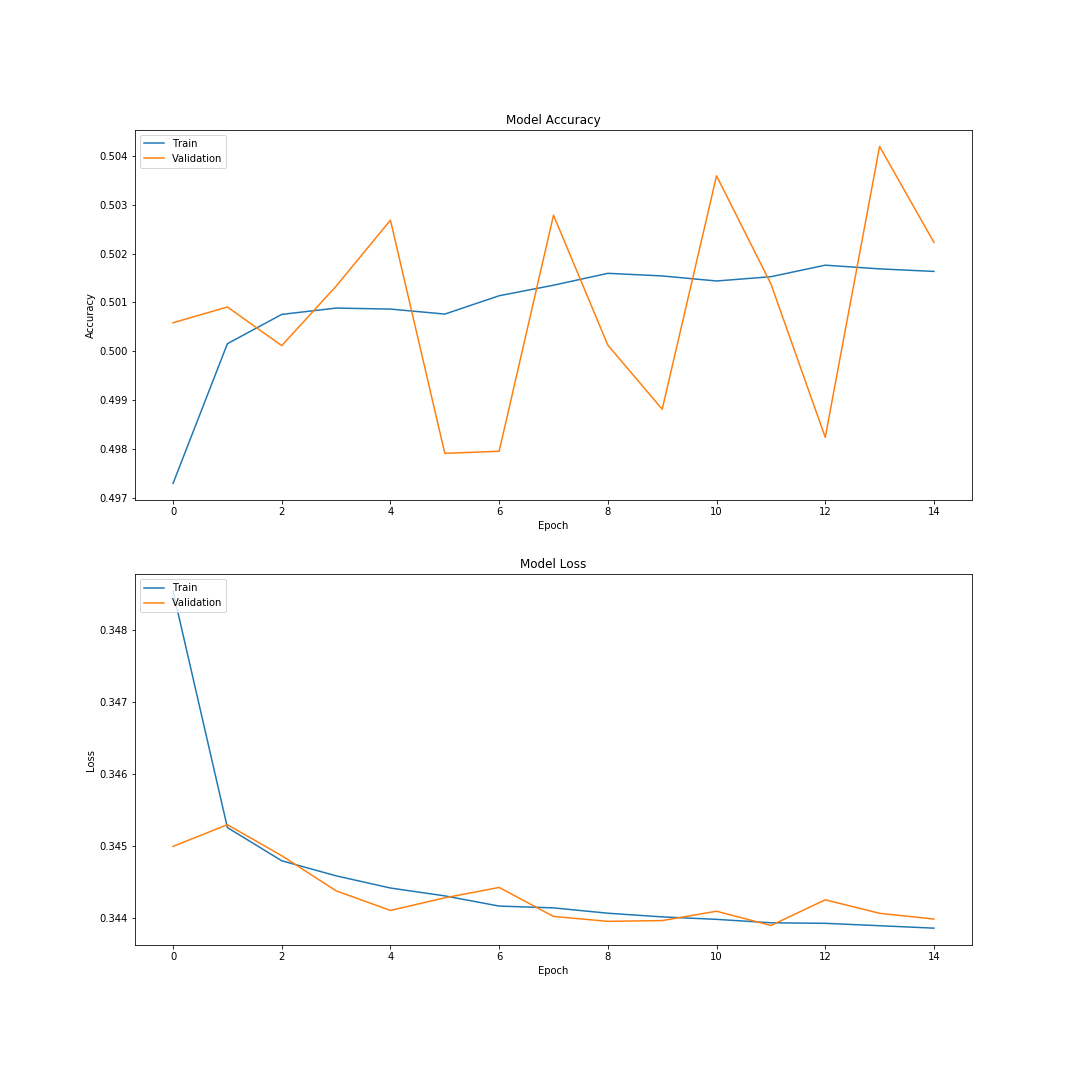 Model Accuracy
Train
Validation
0.504
0.503
0.502
0.501
0.500
0.499
0.498
0.497
Accuracy
0 2 4 6 8 10 12 14
Epoch
Model Loss
Train
Validation
0.348
0.347
0.346
0.345
0.344
Loss
0 2 4 6 8 10 12 14
Epoch